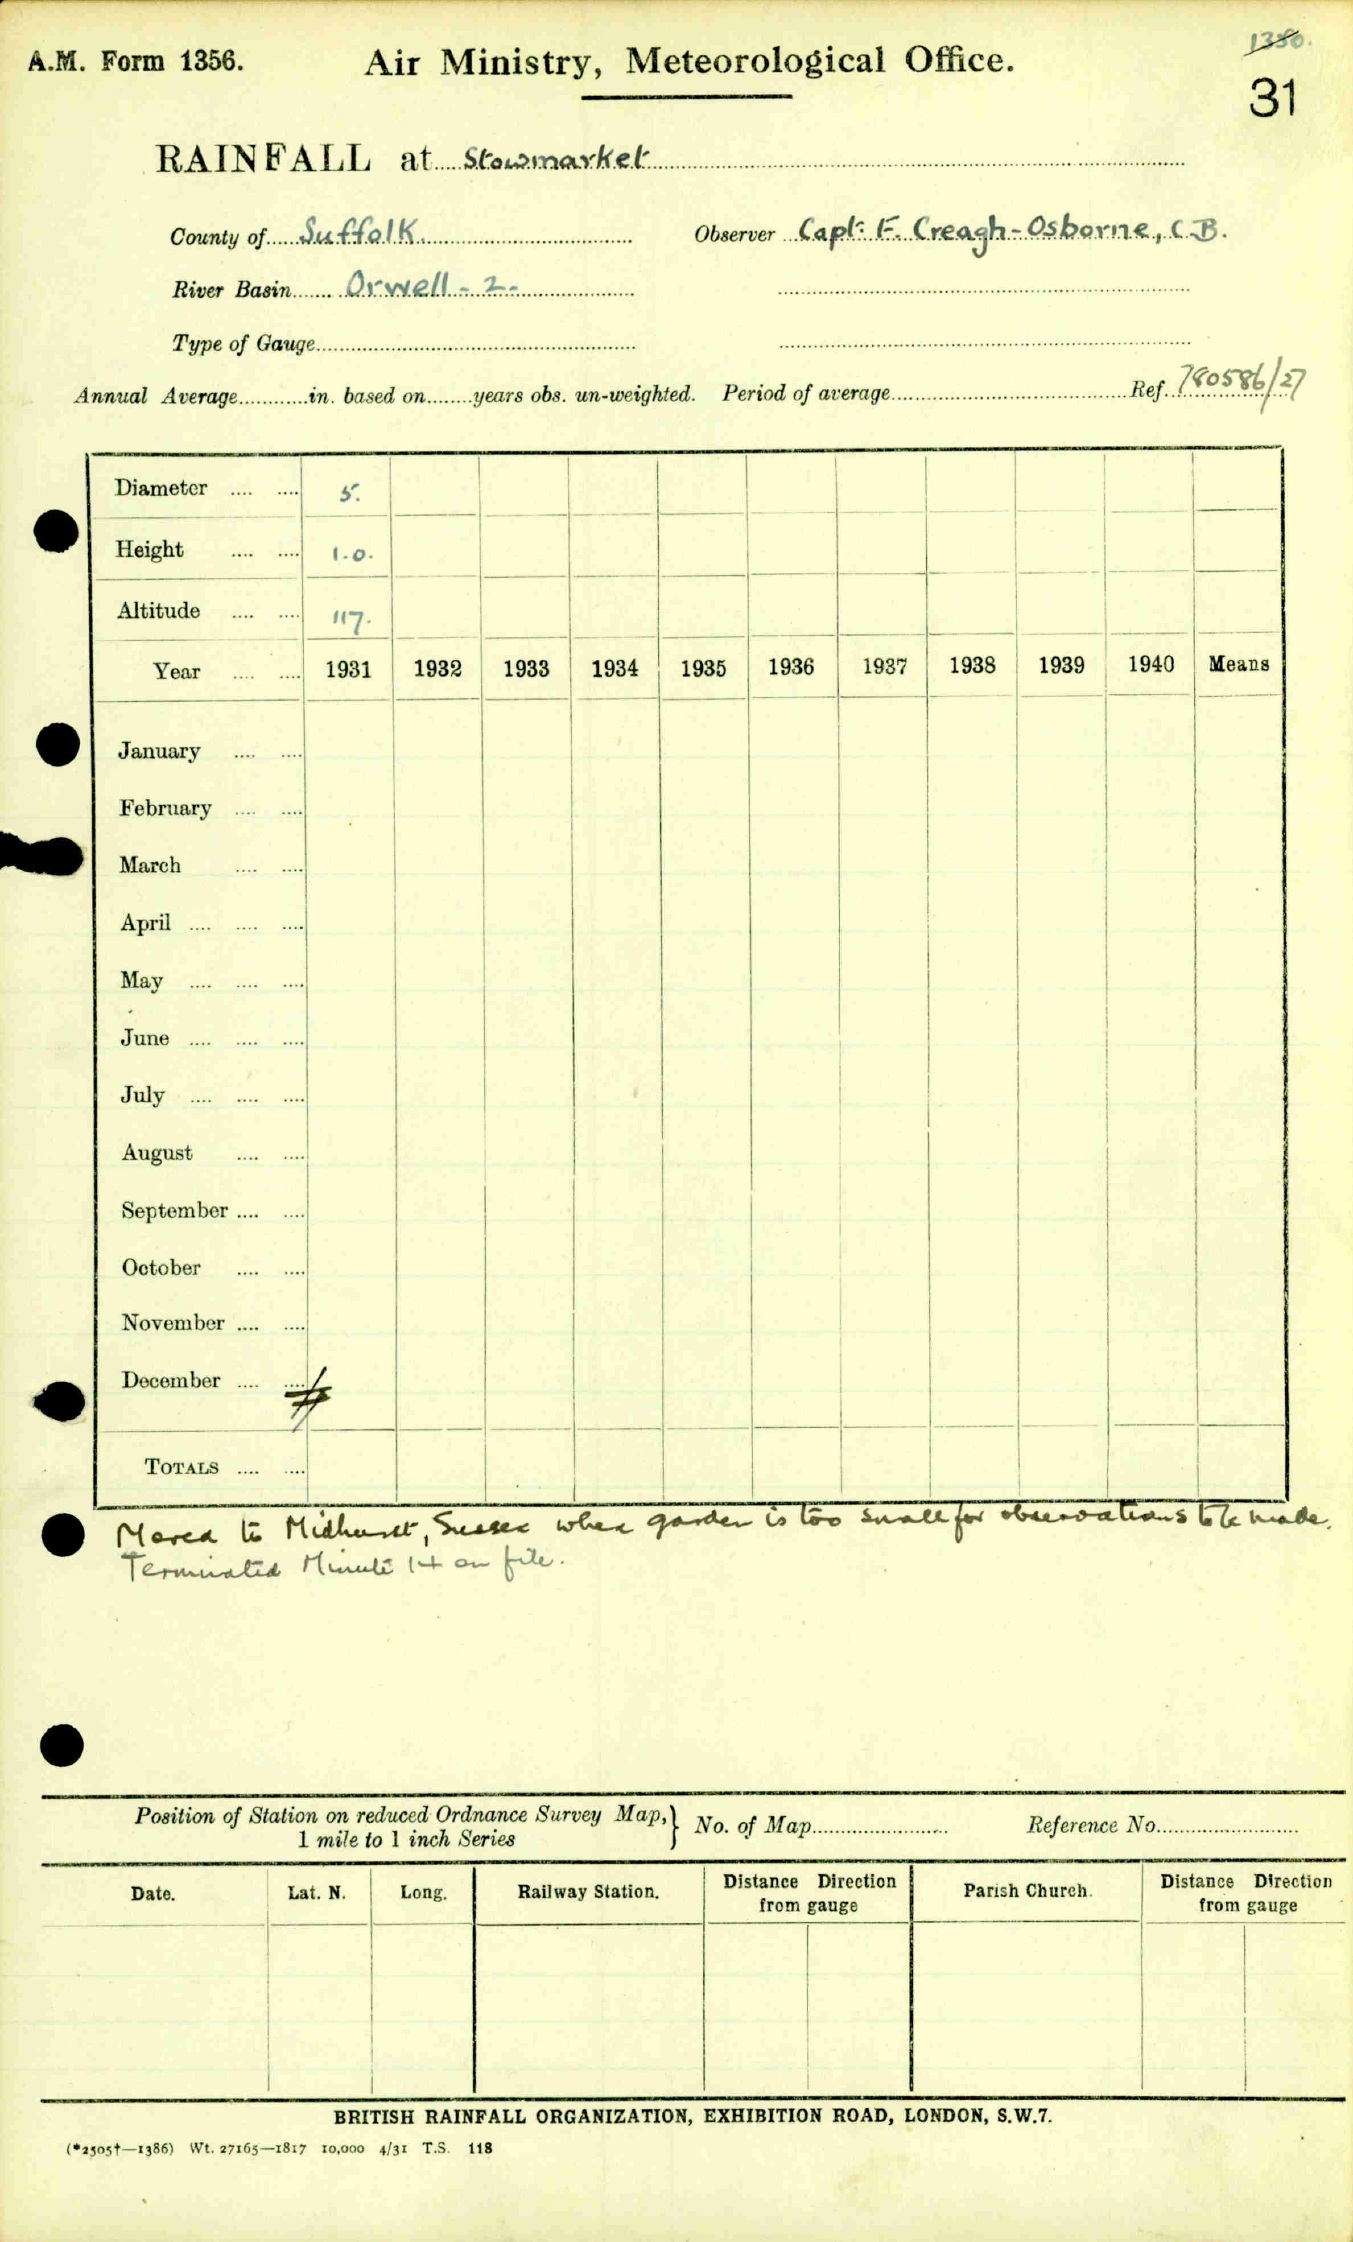 1380.
A.M. Form 1356. Air Ministry, Meteorological Office.
31
RAINFALL at Stowmarket
County of Suffolk. Observer Capt. F. Creagh-Osborne, C.B.
River Basin Orwell - 2 -
Type of Gauge
Annual Average in. based on years obs. un-weighted. Period of average Ref. 780586/27
Diameter .... .... 5.
Height .... .... 1.0.
Altitude .... .... 117.
Year .... .... 1931 1932 1933 1934 1935 1936 1937 1938 1939 1940 Means
January .... ....
February .... ....
March .... ....
April .... .... ....
May .... .... ....
June .... .... ....
July .... .... ....
August .... ....
September .... ....
October .... ....
November .... ....
December .... ....
TOTALS .... ....
Moved to Midhurst, Sussex where garden is too small for observations to be made.
Terminated Minute 14 on file.
Position of Station on reduced Ordnance Survey Map,} No. of Map Reference No.
1 mile to 1 inch Series
Date. Lat. N. Long. Railway Station. Distance Direction from gauge Parish Church. Distance Direction from gauge
BRITISH RAINFALL ORGANIZATION, EXHIBITION ROAD, LONDON, S.W.7.
(*2505†—1386) Wt. 27165—1817 10,000 4/31 T.S. 118